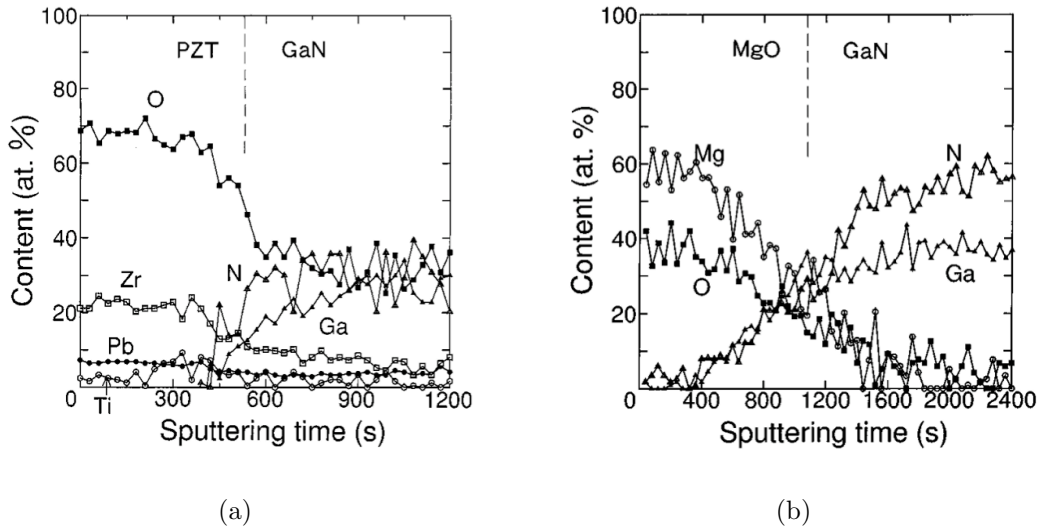 100
80
60
40
20
0
Content (at. %)
PZT
GaN
O
Zr
N
Ga
Pb
Ti
0 300 600 900 1200
Sputtering time (s)
(a)
100
80
60
40
20
0
Content (at. %)
MgO
GaN
Mg
N
O
Ga
0 400 800 1200 1600 2000 2400
Sputtering time (s)
(b)